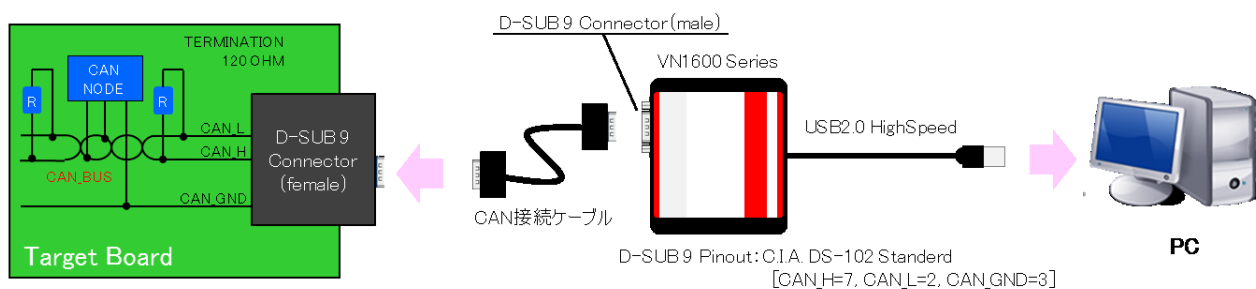 D-SUB 9 Connector(male)
TERMINATION
120 OHM
CAN
NODE
R
R
VN1600 Series
CAN_L
CAN_H
CAN_BUS
CAN_GND
D-SUB 9
Connector
(female)
USB2.0 HighSpeed
CAN接続ケーブル
Target Board
PC
D-SUB 9 Pinout:C.I.A. DS-102 Standerd
[CAN_H=7, CAN_L=2, CAN_GND=3]